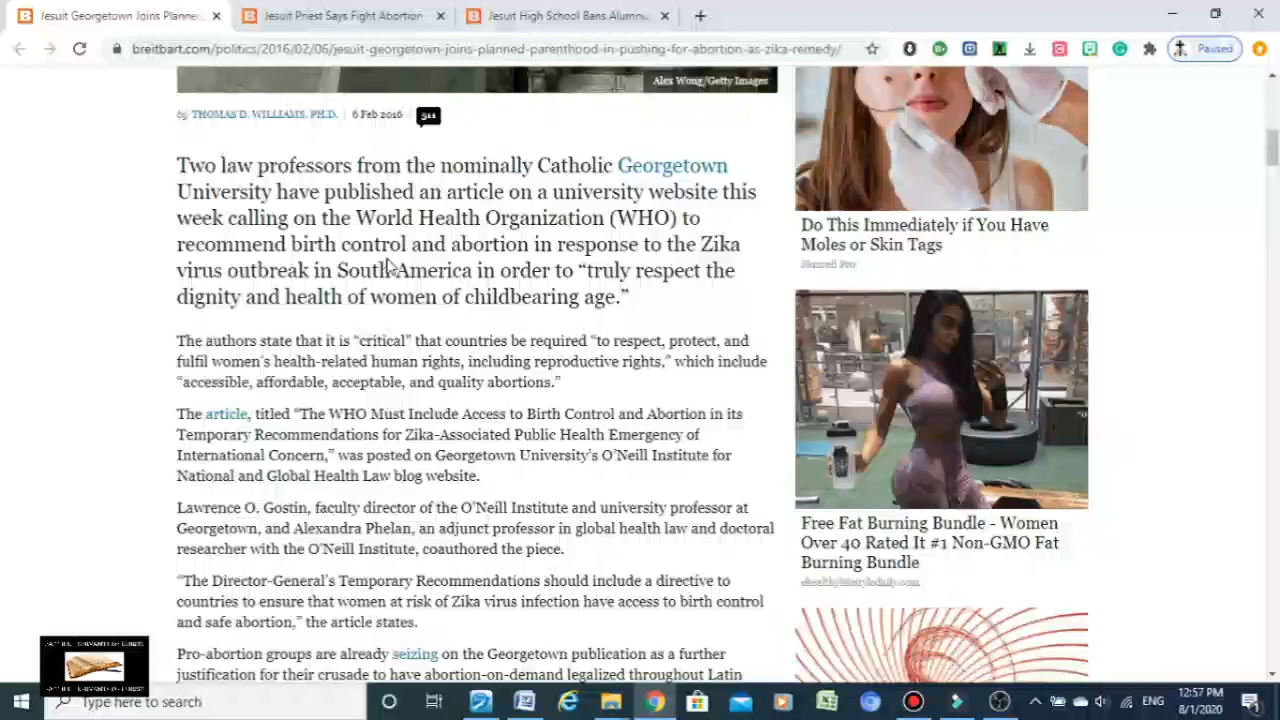 Jesuit Georgetown Joins Planne
Jesuit Priest Says Fight Abortion
Jesuit High School Bans Alumnu
breitbart.com/politics/2016/02/06/jesuit-georgetown-joins-planned-parenthood-in-pushing-for-abortion-as-zika-remedy/
Paused
Alex Wong/Getty Images
by THOMAS D. WILLIAMS, PH.D. | 6 Feb 2016 511
Two law professors from the nominally Catholic Georgetown
University have published an article on a university website this
week calling on the World Health Organization (WHO) to
recommend birth control and abortion in response to the Zika
virus outbreak in South America in order to “truly respect the
dignity and health of women of childbearing age.”
The authors state that it is “critical” that countries be required “to respect, protect, and
fulfil women’s health-related human rights, including reproductive rights,” which include
“accessible, affordable, acceptable, and quality abortions.”
The article, titled “The WHO Must Include Access to Birth Control and Abortion in its
Temporary Recommendations for Zika-Associated Public Health Emergency of
International Concern,” was posted on Georgetown University’s O’Neill Institute for
National and Global Health Law blog website.
Lawrence O. Gostin, faculty director of the O’Neill Institute and university professor at
Georgetown, and Alexandra Phelan, an adjunct professor in global health law and doctoral
researcher with the O’Neill Institute, coauthored the piece.
“The Director-General’s Temporary Recommendations should include a directive to
countries to ensure that women at risk of Zika virus infection have access to birth control
and safe abortion,” the article states.
Pro-abortion groups are already seizing on the Georgetown publication as a further
justification for their crusade to have abortion-on-demand legalized throughout Latin
Do This Immediately if You Have
Moles or Skin Tags
Free Fat Burning Bundle - Women
Over 40 Rated It #1 Non-GMO Fat
Burning Bundle
Type here to search
ENG
12:57 PM
8/1/2020